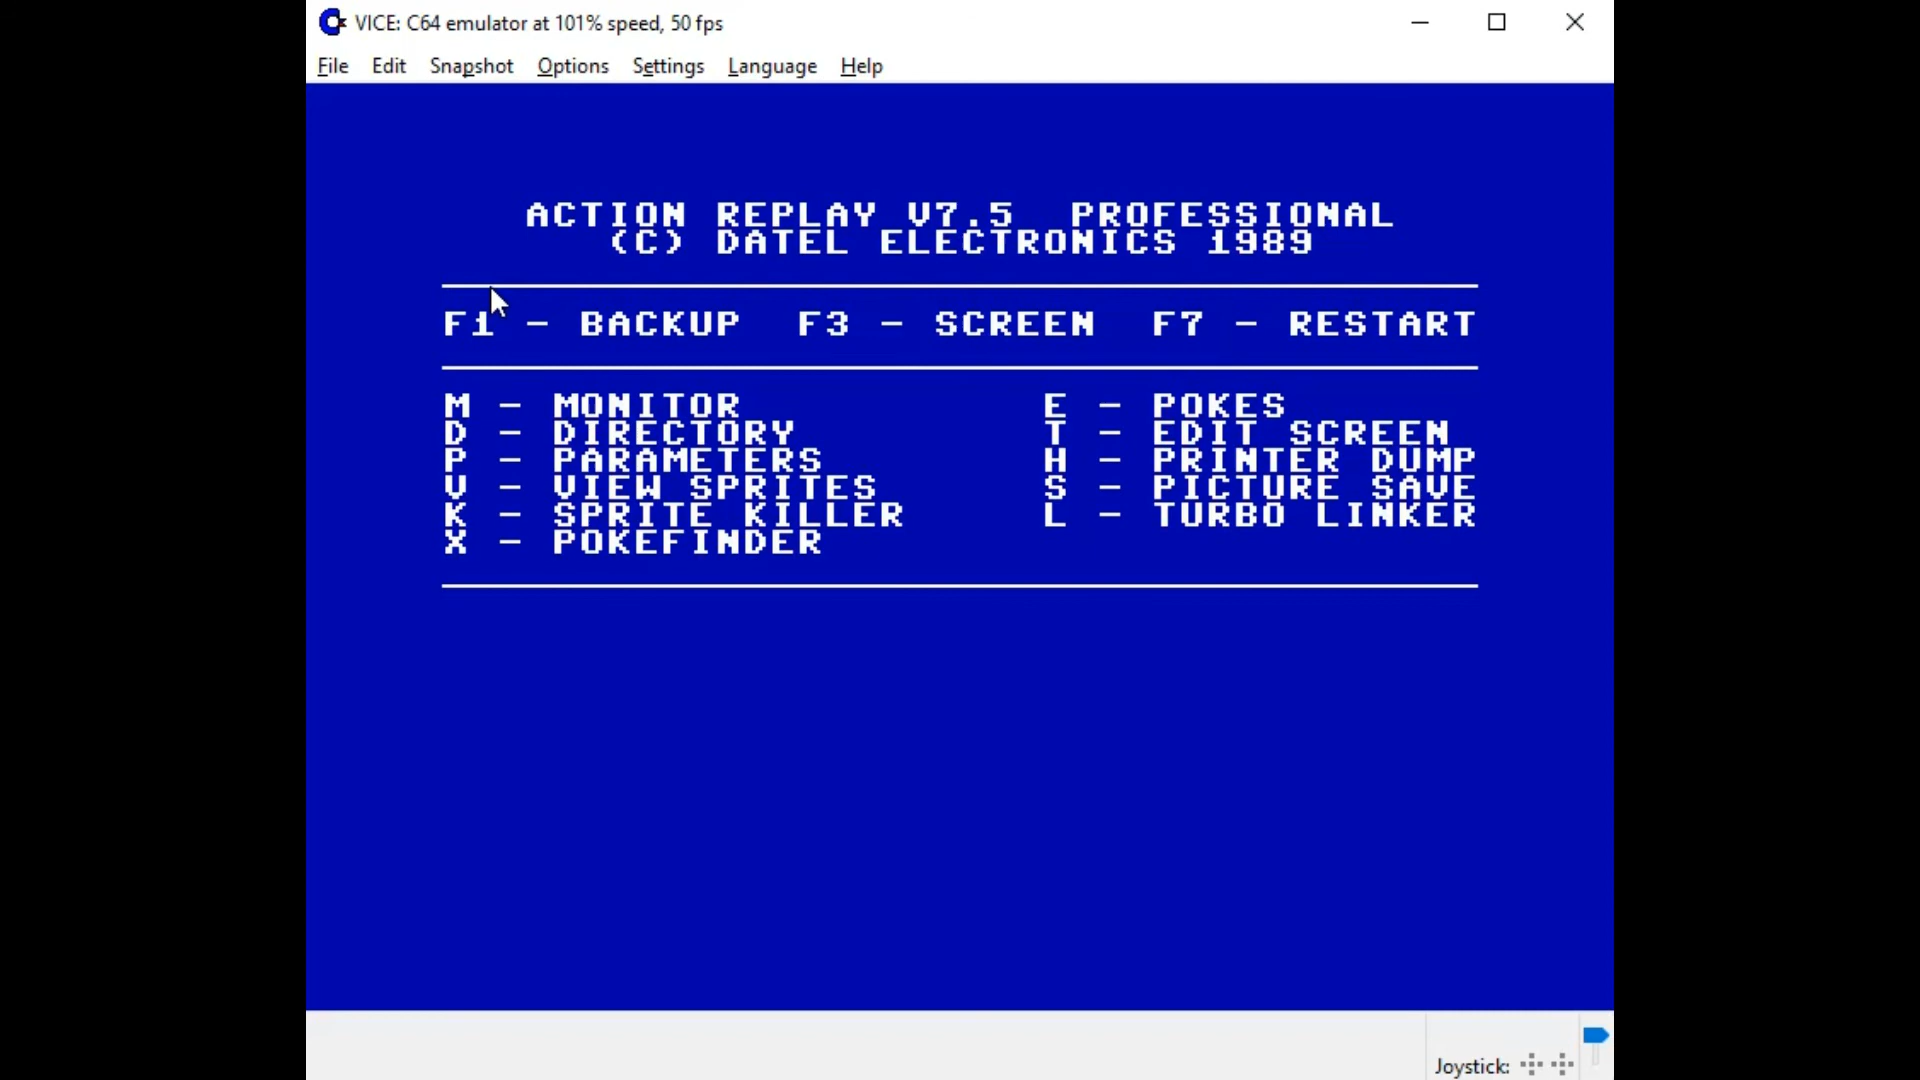 VICE: C64 emulator at 101% speed, 50 fps
File Edit Snapshot Options Settings Language Help
ACTION REPLAY V7.5 PROFESSIONAL
(C) DATEL ELECTRONICS 1989
F1 - BACKUP F3 - SCREEN F7 - RESTART
M - MONITOR E - POKES
D - DIRECTORY T - EDIT SCREEN
P - PARAMETERS H - PRINTER DUMP
V - VIEW SPRITES S - PICTURE SAVE
K - SPRITE KILLER L - TURBO LINKER
X - POKEFINDER
Joystick: